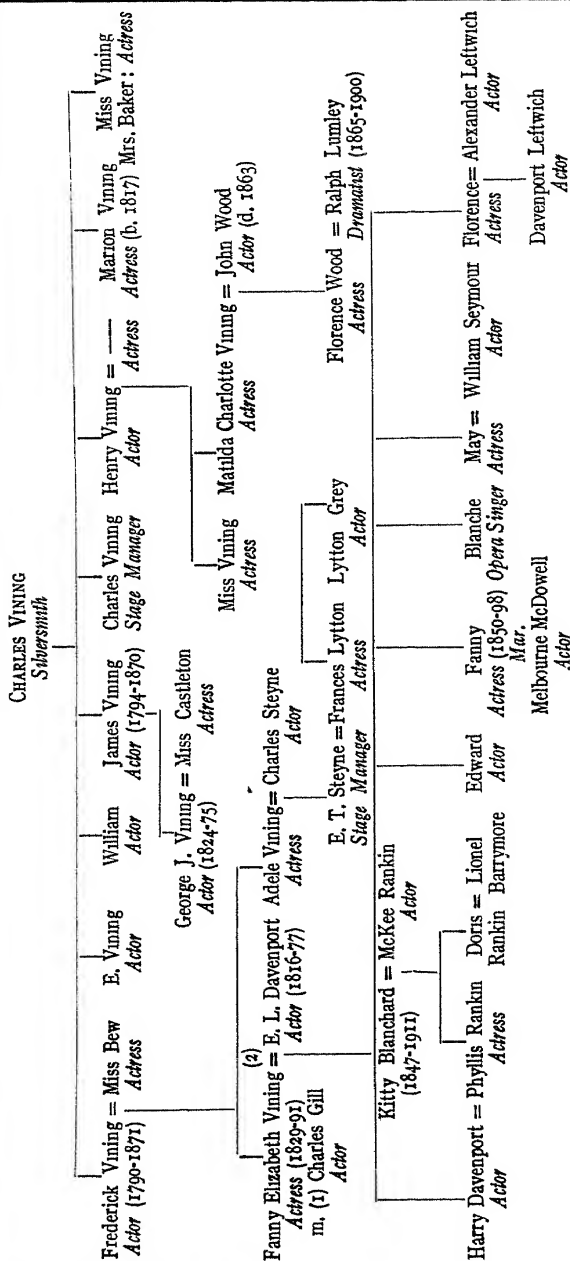 CHARLES VINING
Silversmith
Frederick Vining = Miss Bew
Actor (1790-1871) Actress
E. Vining
Actor
William
Actor
James Vining
Actor (1794-1870)
Charles Vining
Stage Manager
Henry Vining = ——
Actor Actress
Marion Vining
Actress (b. 1817)
Miss Vining
Mrs. Baker: Actress
George J. Vining = Miss Castleton
Actor (1824-75) Actress
Miss Vining
Actress
Matilda Charlotte Vining = John Wood
Actress Actor (d. 1863)
(2)
Fanny Elizabeth Vining = E. L. Davenport
Actress (1829-91) Actor (1816-77)
m. (1) Charles Gill
Actor
Adele Vining = Charles Steyne
Actress Actor
E. T. Steyne = Frances Lytton
Stage Manager Actress
Lytton Grey
Actor
Florence Wood = Ralph Lumley
Actress Dramatist (1865-1900)
Kitty Blanchard = McKee Rankin
(1847-1911) Actor
Harry Davenport = Phyllis Rankin
Actor Actress
Doris = Lionel
Rankin Barrymore
Edward
Actor
Fanny
Actress (1850-98)
Mar.
Melbourne McDowell
Actor
Blanche
Opera Singer
May = William Seymour
Actress Actor
Florence = Alexander Leftwich
Actress Actor
Davenport Leftwich
Actor